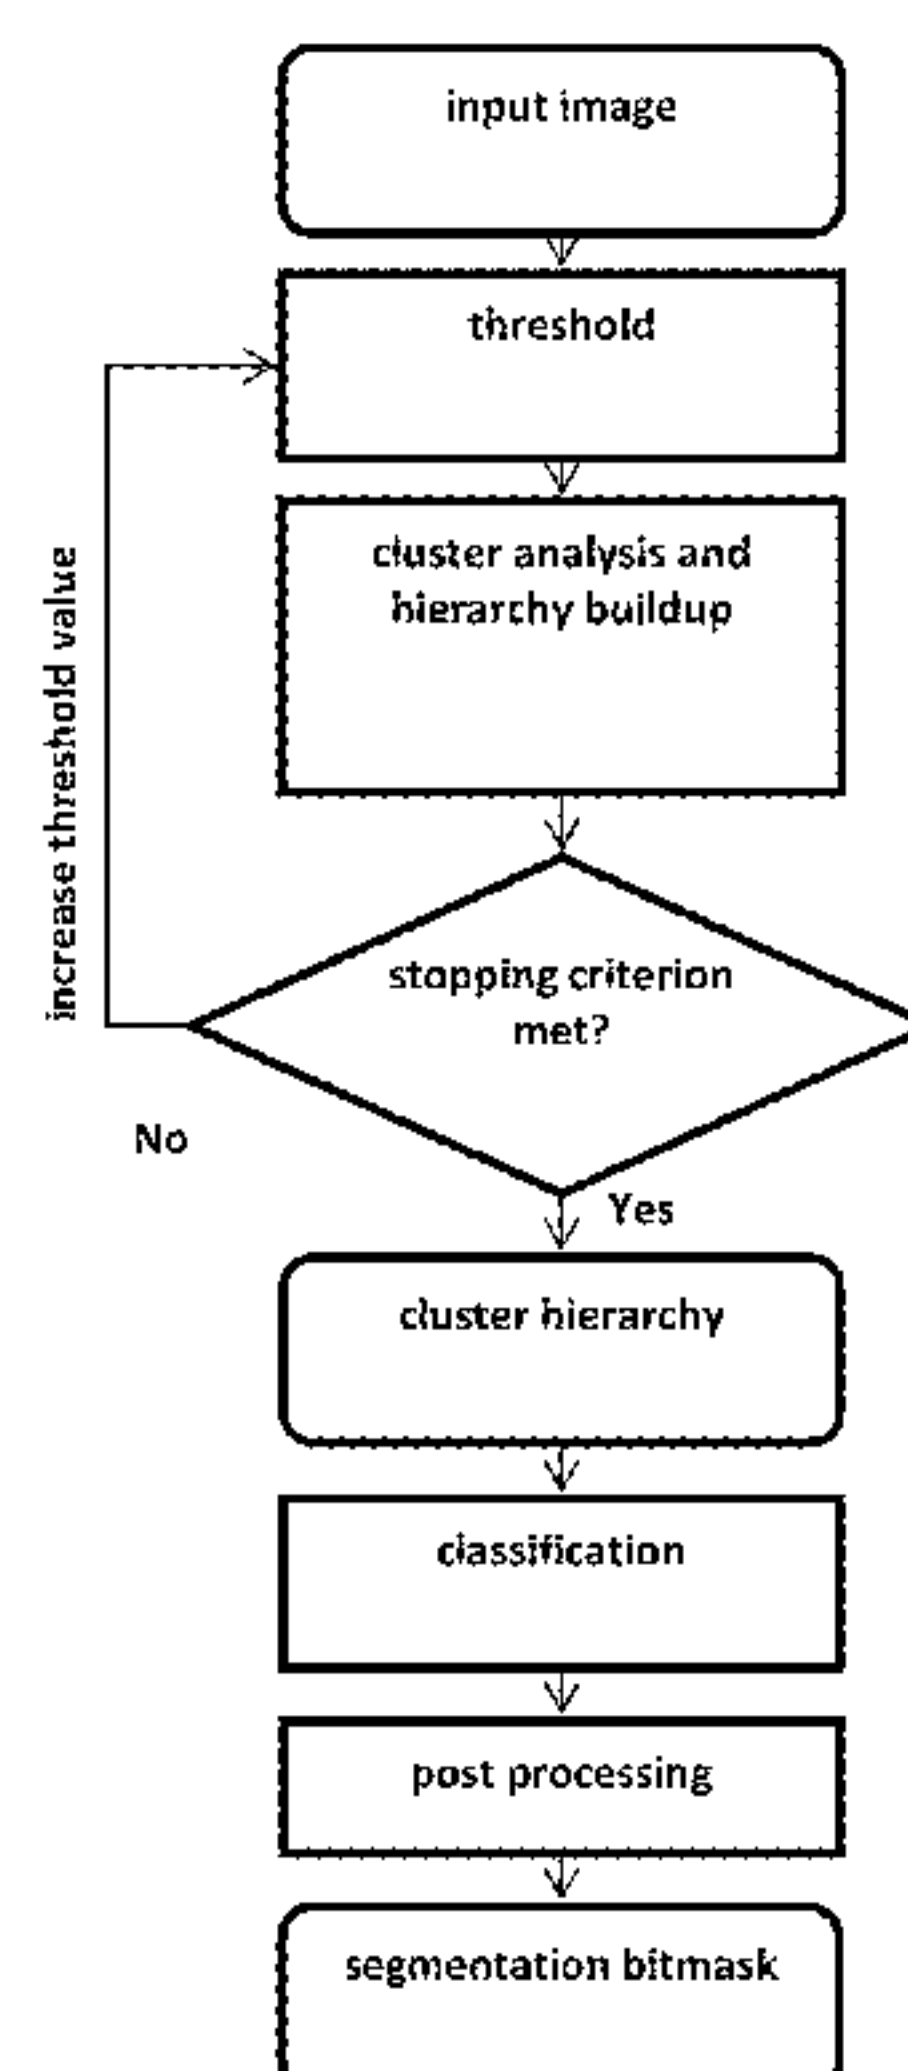 input image
threshold
increase threshold value
cluster analysis and
hierarchy buildup
stopping criterion
met?
No
Yes
cluster hierarchy
classification
post processing
segmentation bitmask